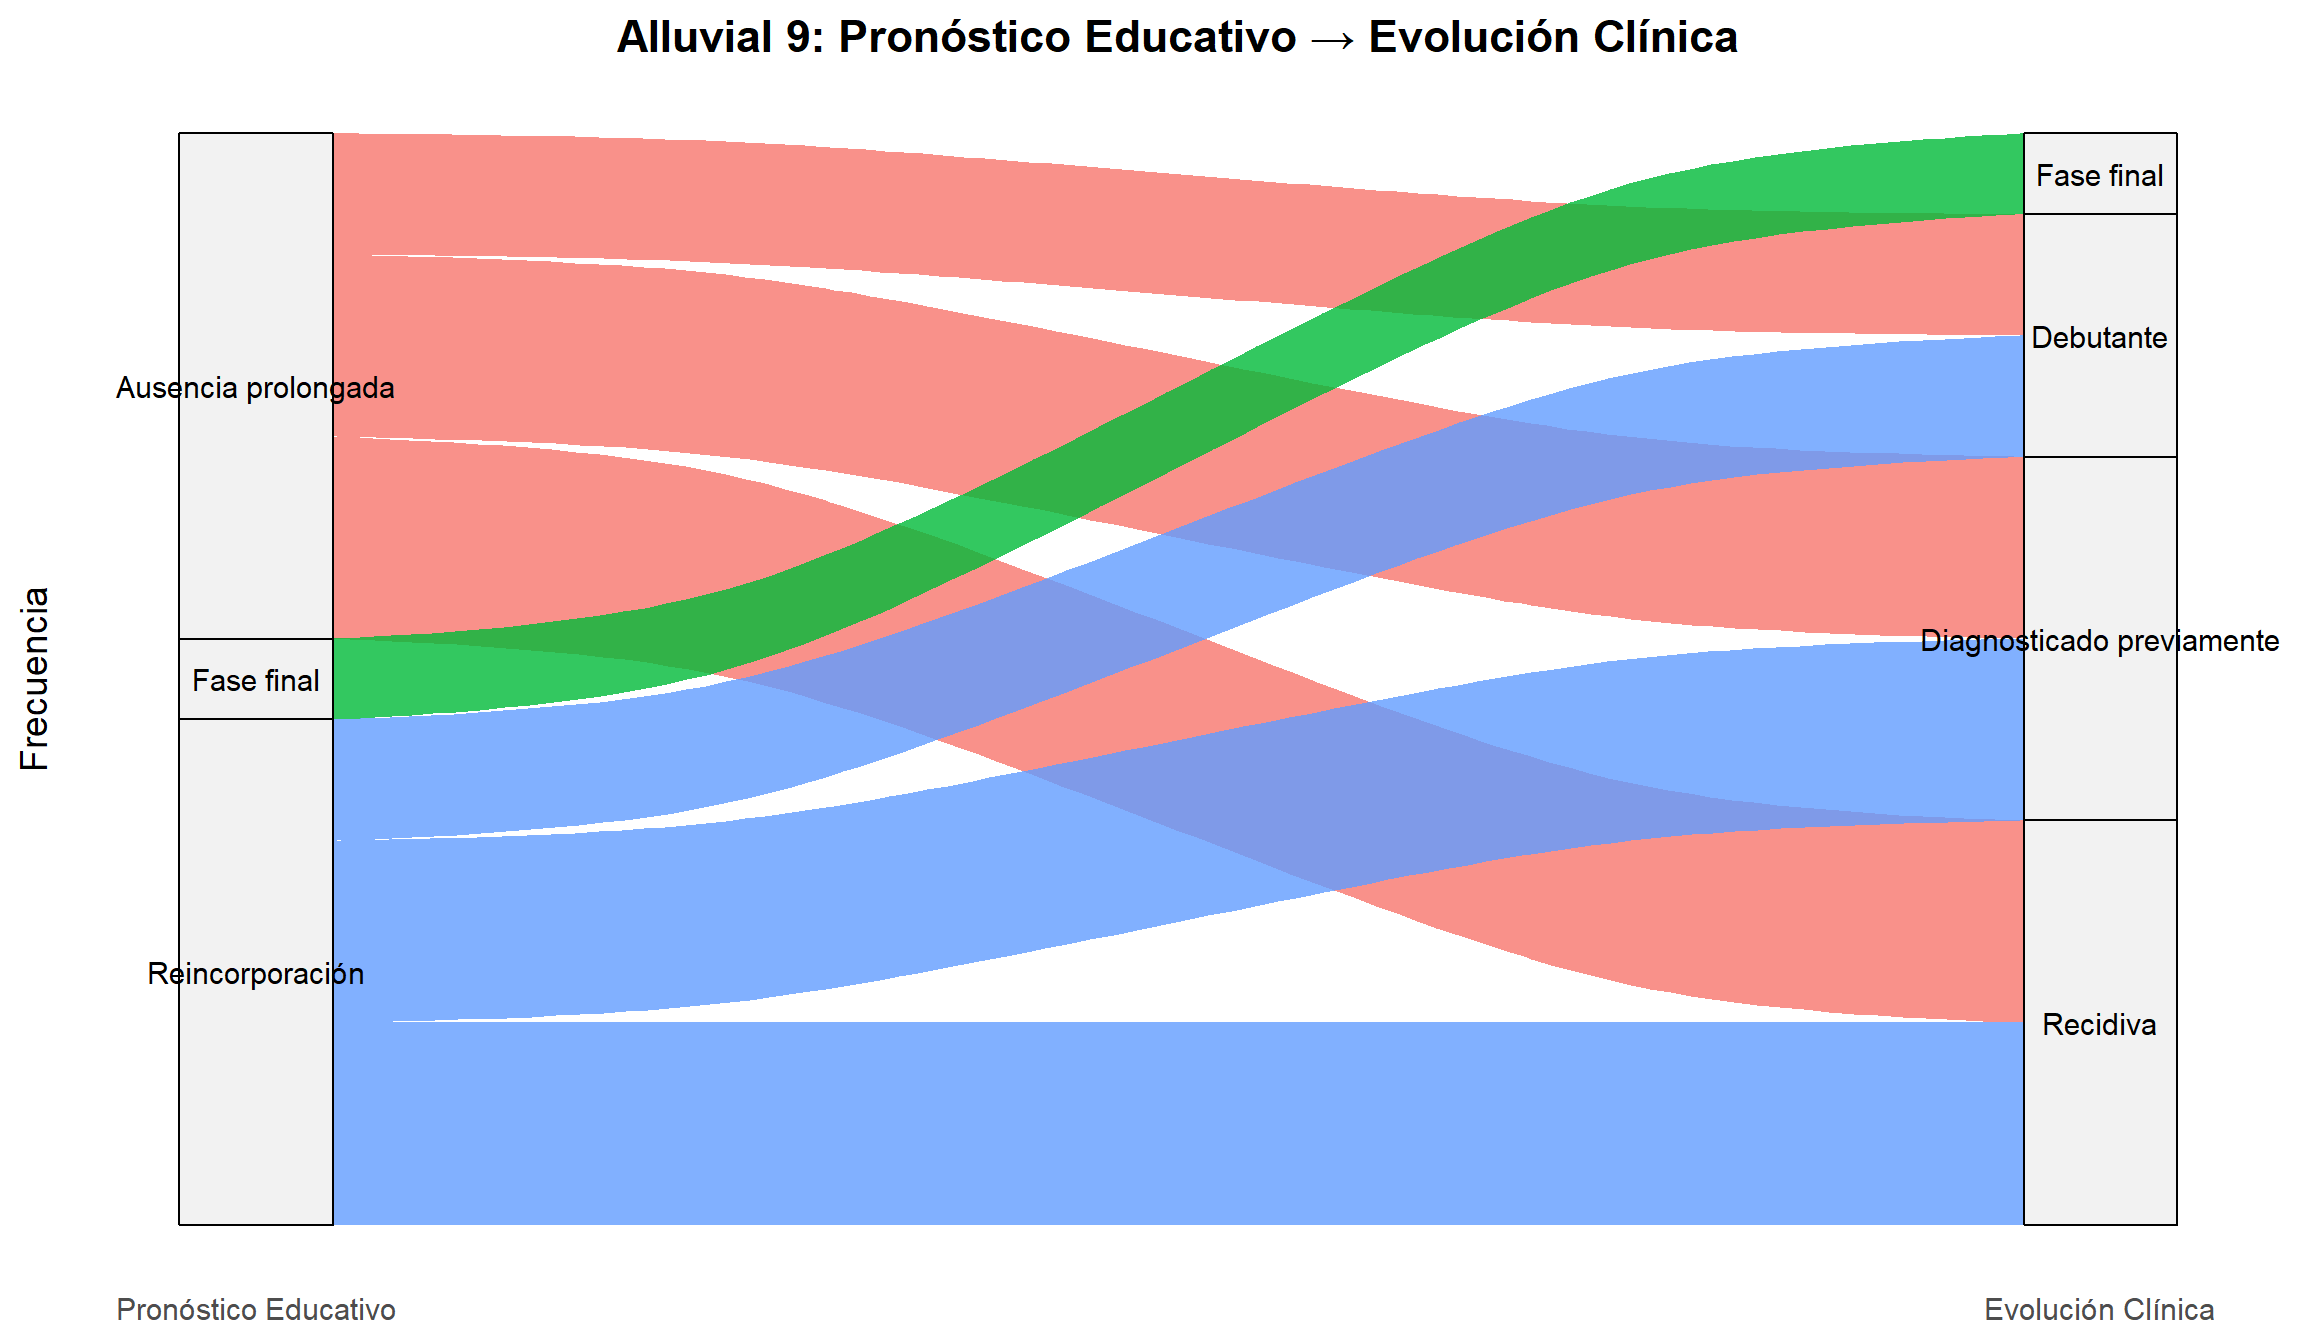 Alluvial 9: Pronóstico Educativo → Evolución Clínica
Frecuencia
Ausencia prolongada
Fase final
Reincorporación
Fase final
Debutante
Diagnosticado previamente
Recidiva
Pronóstico Educativo
Evolución Clínica